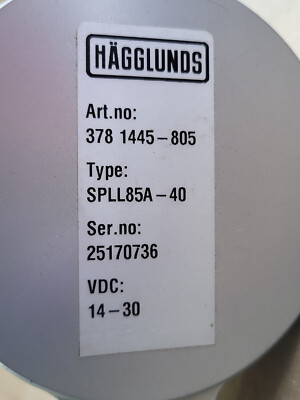 HÄGGLUNDS
Art.no:
378 1445-805
Type:
SPLL85A-40
Ser.no:
25170736
VDC:
14-30